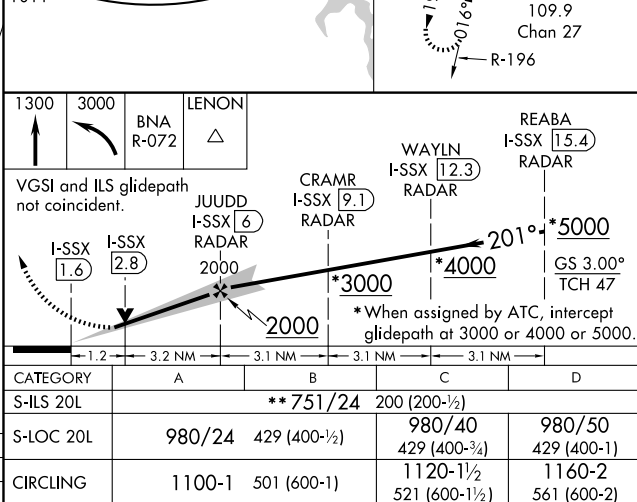 109.9
Chan 27
016°
R-196
1300
3000
BNA
R-072
LENON
VGSI and ILS glidepath
not coincident.
REABA
I-SSX 15.4
RADAR
WAYLN
I-SSX 12.3
RADAR
CRAMR
I-SSX 9.1
RADAR
JUUDD
I-SSX 6
RADAR
I-SSX
1.6
I-SSX
2.8
2000
2000
*3000
*4000
201°
*5000
GS 3.00°
TCH 47
*When assigned by ATC, intercept
glidepath at 3000 or 4000 or 5000.
1.2 3.2 NM 3.1 NM 3.1 NM 3.1 NM
CATEGORY A B C D
S-ILS 20L **751/24 200 (200-½)
S-LOC 20L 980/24 429 (400-½) 980/40 429 (400-¾) 980/50 429 (400-1)
CIRCLING 1100-1 501 (600-1) 1120-1½ 521 (600-1½) 1160-2 561 (600-2)